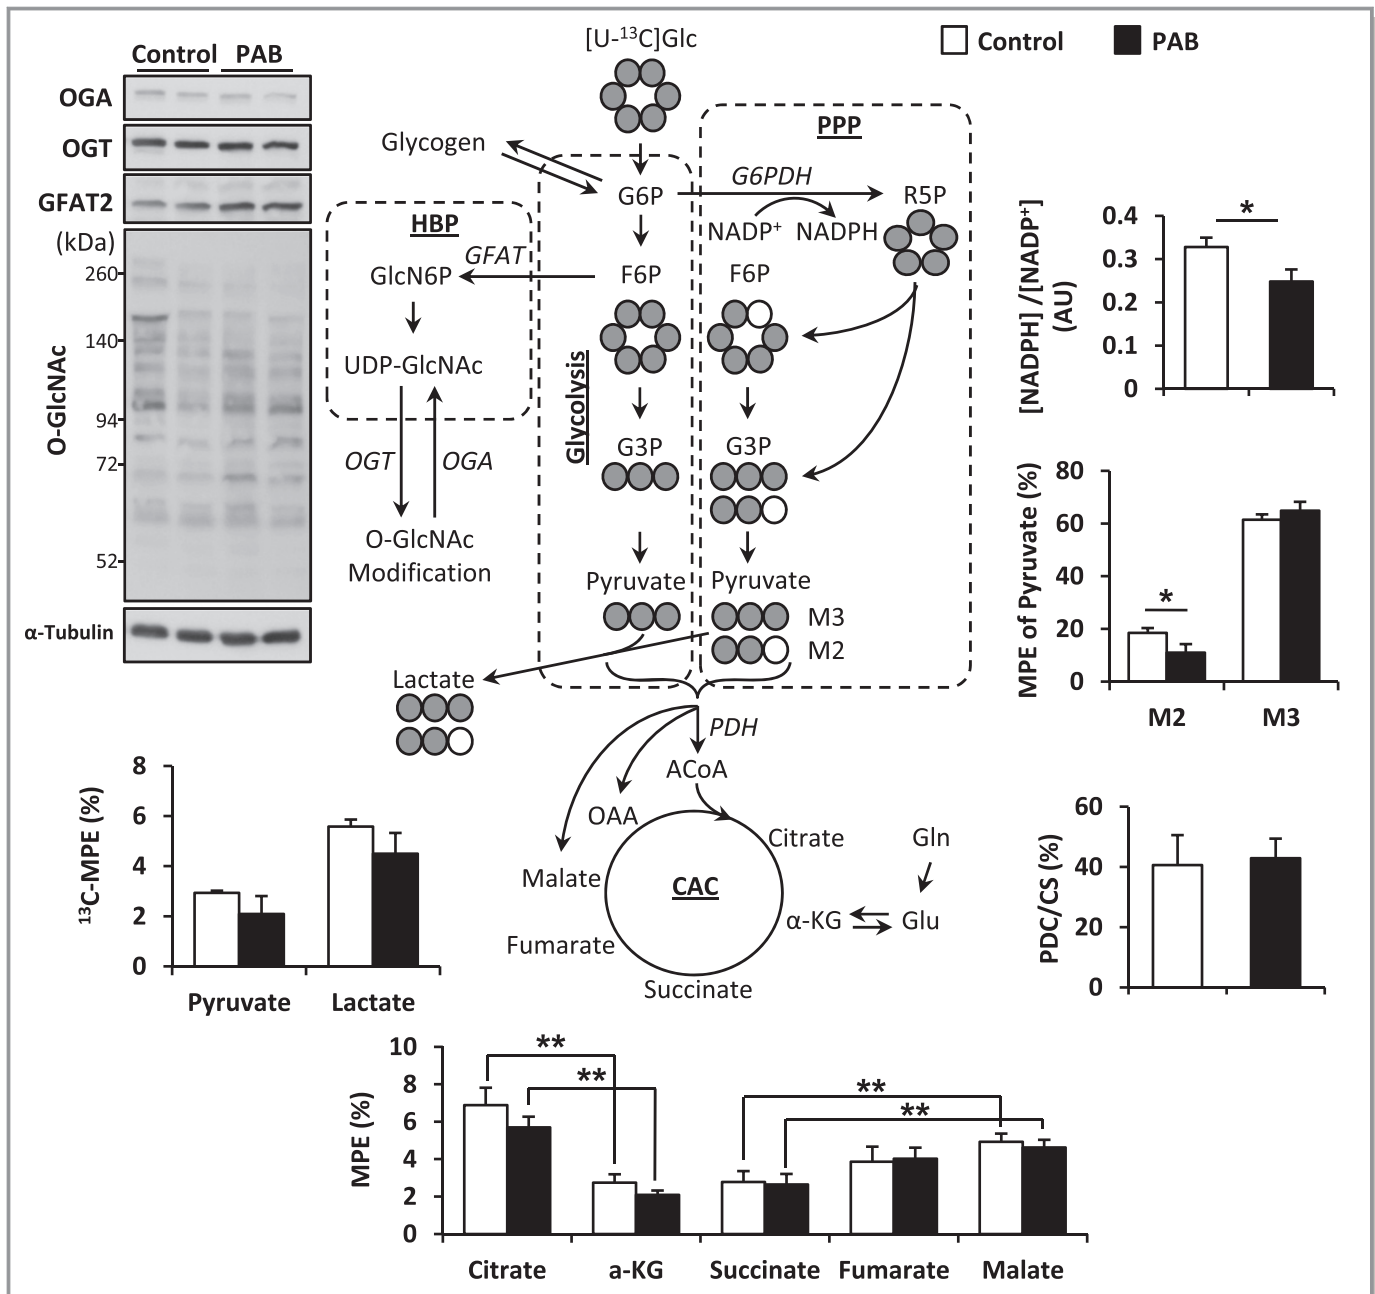 [U-¹³C]Glc
Control
PAB
Control PAB
OGA
OGT
GFAT2
(kDa)
260
140
94
72
52
O-GlcNAc
α-Tubulin
Glycogen
G6P
G6PDH
R5P
PPP
NADP⁺ NADPH
HBP
GFAT
GlcN6P
F6P
F6P
UDP-GlcNAc
Glycolysis
G3P
G3P
OGT
OGA
O-GlcNAc
Modification
Pyruvate
Pyruvate
M3
M2
Lactate
PDH
ACoA
OAA
Citrate
Gln
Malate
CAC
α-KG
Glu
Fumarate
Succinate
[NADPH] /[NADP⁺]
(AU)
0.4
0.3
0.2
0.1
0
*
MPE of Pyruvate (%)
80
60
40
20
0
*
M2 M3
¹³C-MPE (%)
8
6
4
2
0
Pyruvate Lactate
PDC/CS (%)
60
40
20
0
MPE (%)
10
8
6
4
2
0
**
**
**
**
Citrate a-KG Succinate Fumarate Malate